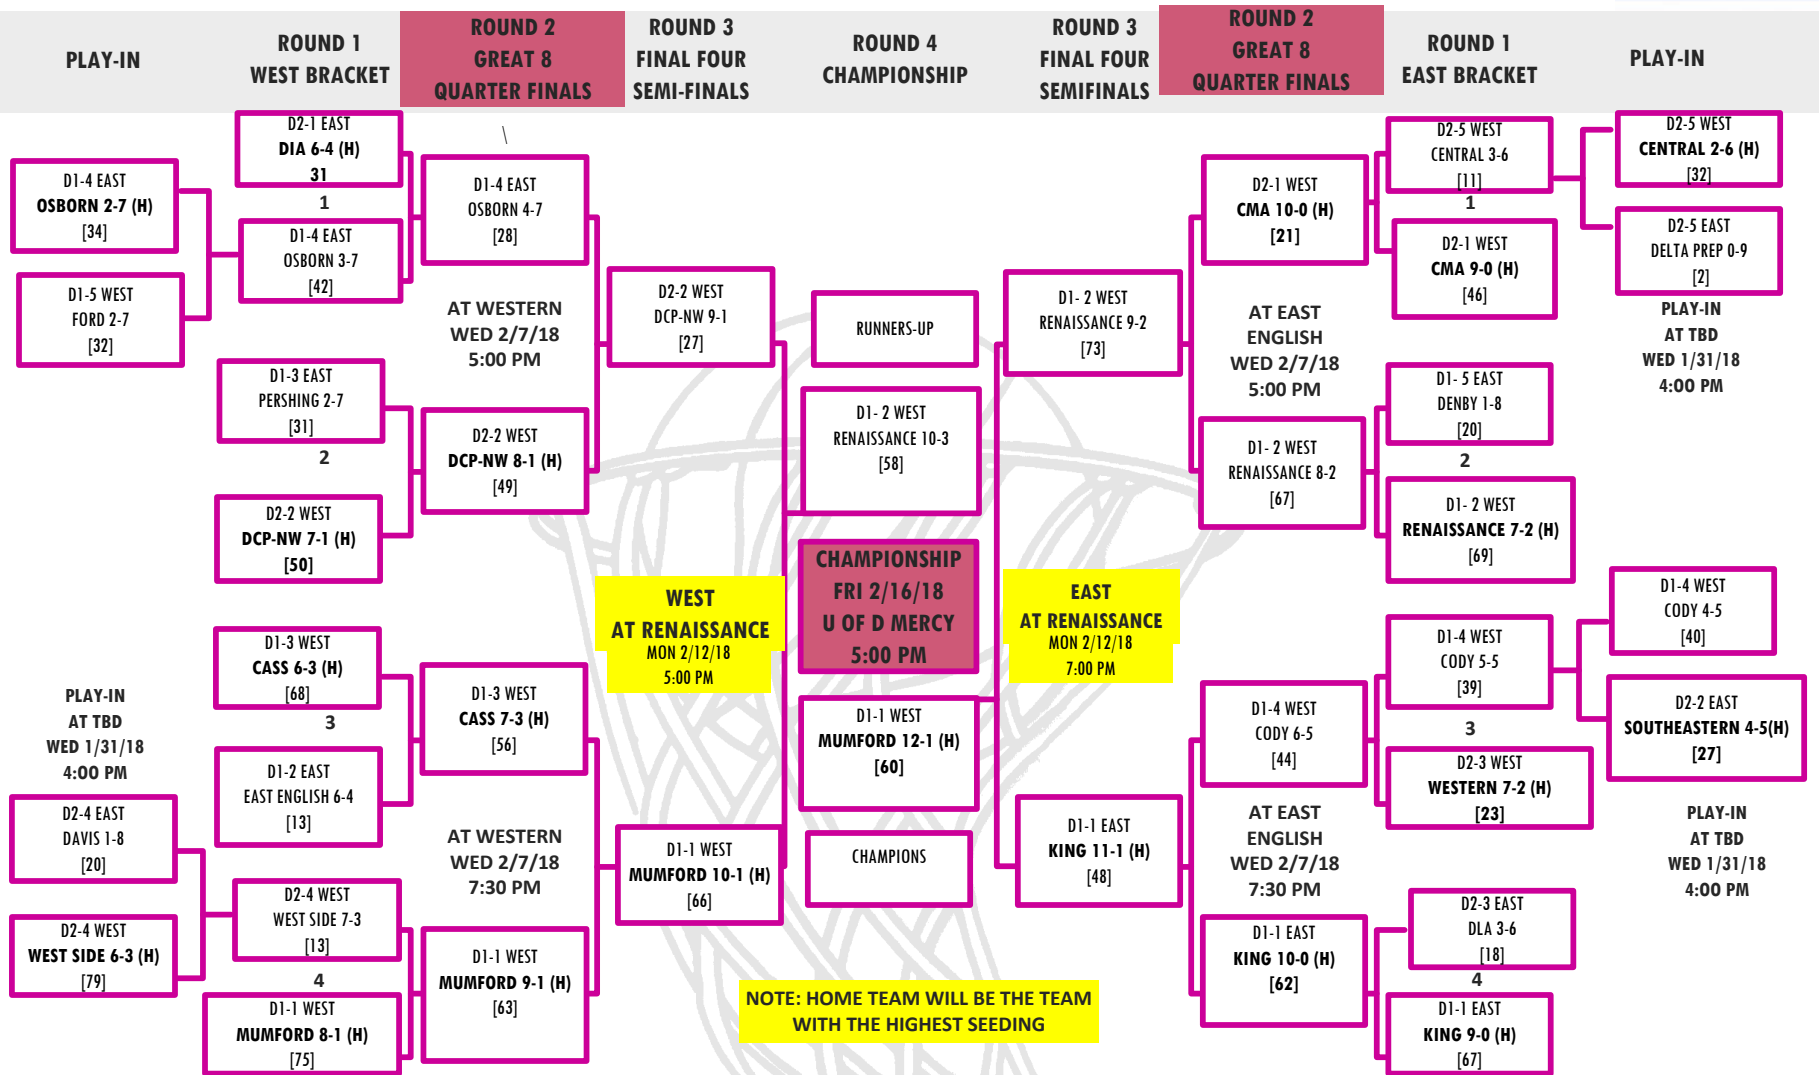 PLAY-IN
ROUND 1
WEST BRACKET
ROUND 2
GREAT 8
QUARTER FINALS
ROUND 3
FINAL FOUR
SEMI-FINALS
ROUND 4
CHAMPIONSHIP
ROUND 3
FINAL FOUR
SEMIFINALS
ROUND 2
GREAT 8
QUARTER FINALS
ROUND 1
EAST BRACKET
PLAY-IN
D1-4 EAST
OSBORN 2-7 (H)
[34]
D1-5 WEST
FORD 2-7
[32]
PLAY-IN
AT TBD
WED 1/31/18
4:00 PM
D2-4 EAST
DAVIS 1-8
[20]
D2-4 WEST
WEST SIDE 6-3 (H)
[79]
D2-1 EAST
DIA 6-4 (H)
31
1
D1-4 EAST
OSBORN 3-7
[42]
D1-3 EAST
PERSHING 2-7
[31]
2
D2-2 WEST
DCP-NW 7-1 (H)
[50]
D1-3 WEST
CASS 6-3 (H)
[68]
3
D1-2 EAST
EAST ENGLISH 6-4
[13]
D2-4 WEST
WEST SIDE 7-3
[13]
4
D1-1 WEST
MUMFORD 8-1 (H)
[75]
\
D1-4 EAST
OSBORN 4-7
[28]
AT WESTERN
WED 2/7/18
5:00 PM
D2-2 WEST
DCP-NW 8-1 (H)
[49]
D1-3 WEST
CASS 7-3 (H)
[56]
AT WESTERN
WED 2/7/18
7:30 PM
D1-1 WEST
MUMFORD 9-1 (H)
[63]
D2-2 WEST
DCP-NW 9-1
[27]
WEST
AT RENAISSANCE
MON 2/12/18
5:00 PM
D1-1 WEST
MUMFORD 10-1 (H)
[66]
RUNNERS-UP
D1- 2 WEST
RENAISSANCE 10-3
[58]
CHAMPIONSHIP
FRI 2/16/18
U OF D MERCY
5:00 PM
D1-1 WEST
MUMFORD 12-1 (H)
[60]
CHAMPIONS
NOTE: HOME TEAM WILL BE THE TEAM
WITH THE HIGHEST SEEDING
D1- 2 WEST
RENAISSANCE 9-2
[73]
EAST
AT RENAISSANCE
MON 2/12/18
7:00 PM
D1-1 EAST
KING 11-1 (H)
[48]
D2-1 WEST
CMA 10-0 (H)
[21]
AT EAST
ENGLISH
WED 2/7/18
5:00 PM
D1- 2 WEST
RENAISSANCE 8-2
[67]
D1-4 WEST
CODY 6-5
[44]
AT EAST
ENGLISH
WED 2/7/18
7:30 PM
D1-1 EAST
KING 10-0 (H)
[62]
D2-5 WEST
CENTRAL 3-6
[11]
1
D2-1 WEST
CMA 9-0 (H)
[46]
D1- 5 EAST
DENBY 1-8
[20]
2
D1- 2 WEST
RENAISSANCE 7-2 (H)
[69]
D1-4 WEST
CODY 5-5
[39]
3
D2-3 WEST
WESTERN 7-2 (H)
[23]
D2-3 EAST
DLA 3-6
[18]
4
D1-1 EAST
KING 9-0 (H)
[67]
D2-5 WEST
CENTRAL 2-6 (H)
[32]
D2-5 EAST
DELTA PREP 0-9
[2]
PLAY-IN
AT TBD
WED 1/31/18
4:00 PM
D1-4 WEST
CODY 4-5
[40]
D2-2 EAST
SOUTHEASTERN 4-5(H)
[27]
PLAY-IN
AT TBD
WED 1/31/18
4:00 PM